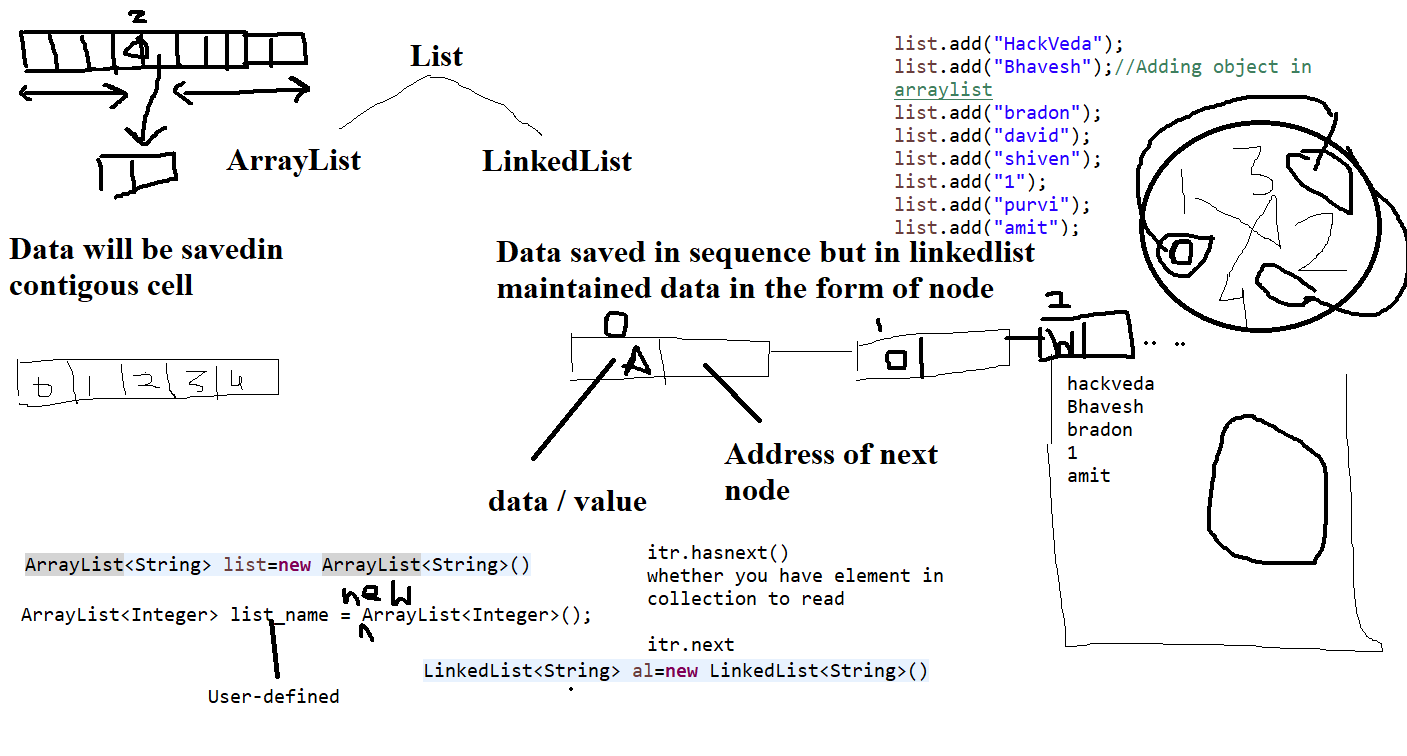 2
List
ArrayList
LinkedList
list.add("HackVeda");
list.add("Bhavesh");//Adding object in
arraylist
list.add("bradon");
list.add("david");
list.add("shiven");
list.add("1");
list.add("purvi");
list.add("amit");
1 3
2
4
0
Data will be savedin
contigous cell
Data saved in sequence but in linkedlist
maintained data in the form of node
0 1 2 3 4
0
A
1
0
2
hackveda
Bhavesh
bradon
1
amit
data / value
Address of next
node
ArrayList<String> list=new ArrayList<String>()
new
ArrayList<Integer> list_name = ArrayList<Integer>();
User-defined
itr.hasnext()
whether you have element in
collection to read
itr.next
LinkedList<String> al=new LinkedList<String>()